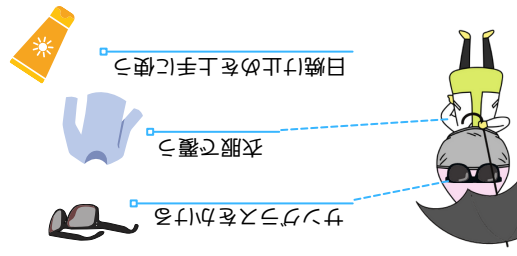 サングラスをかける
衣服で覆う
日焼け止めを上手に使う